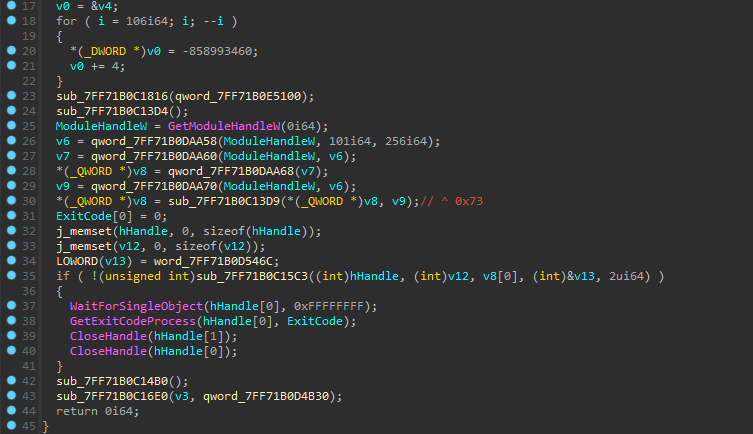 17 v0 = &v4;
18 for ( i = 106i64; i; --i )
19 {
20 *(_DWORD *)v0 = -858993460;
21 v0 += 4;
22 }
23 sub_7FF71B0C1816(qword_7FF71B0E5100);
24 sub_7FF71B0C13D4();
25 ModuleHandleW = GetModuleHandleW(0i64);
26 v6 = qword_7FF71B0DAA58(ModuleHandleW, 101i64, 256i64);
27 v7 = qword_7FF71B0DAA60(ModuleHandleW, v6);
28 *(_QWORD *)v8 = qword_7FF71B0DAA68(v7);
29 v9 = qword_7FF71B0DAA70(ModuleHandleW, v6);
30 *(_QWORD *)v8 = sub_7FF71B0C13D9(*(_QWORD *)v8, v9);// ^ 0x73
31 ExitCode[0] = 0;
32 j_memset(hHandle, 0, sizeof(hHandle));
33 j_memset(v12, 0, sizeof(v12));
34 LOWORD(v13) = word_7FF71B0D546C;
35 if ( !(unsigned int)sub_7FF71B0C15C3((int)hHandle, (int)v12, v8[0], (int)&v13, 2ui64) )
36 {
37 WaitForSingleObject(hHandle[0], 0xFFFFFFFF);
38 GetExitCodeProcess(hHandle[0], ExitCode);
39 CloseHandle(hHandle[1]);
40 CloseHandle(hHandle[0]);
41 }
42 sub_7FF71B0C14B0();
43 sub_7FF71B0C16E0(v3, qword_7FF71B0D4B30);
44 return 0i64;
45 }